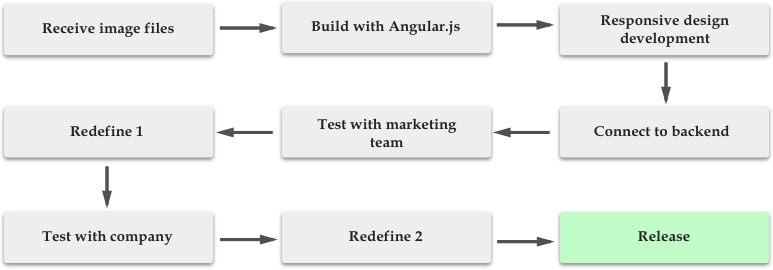 Receive image files
Build with Angular.js
Responsive design
development
Connect to backend
Test with marketing
team
Redefine 1
Test with company
Redefine 2
Release